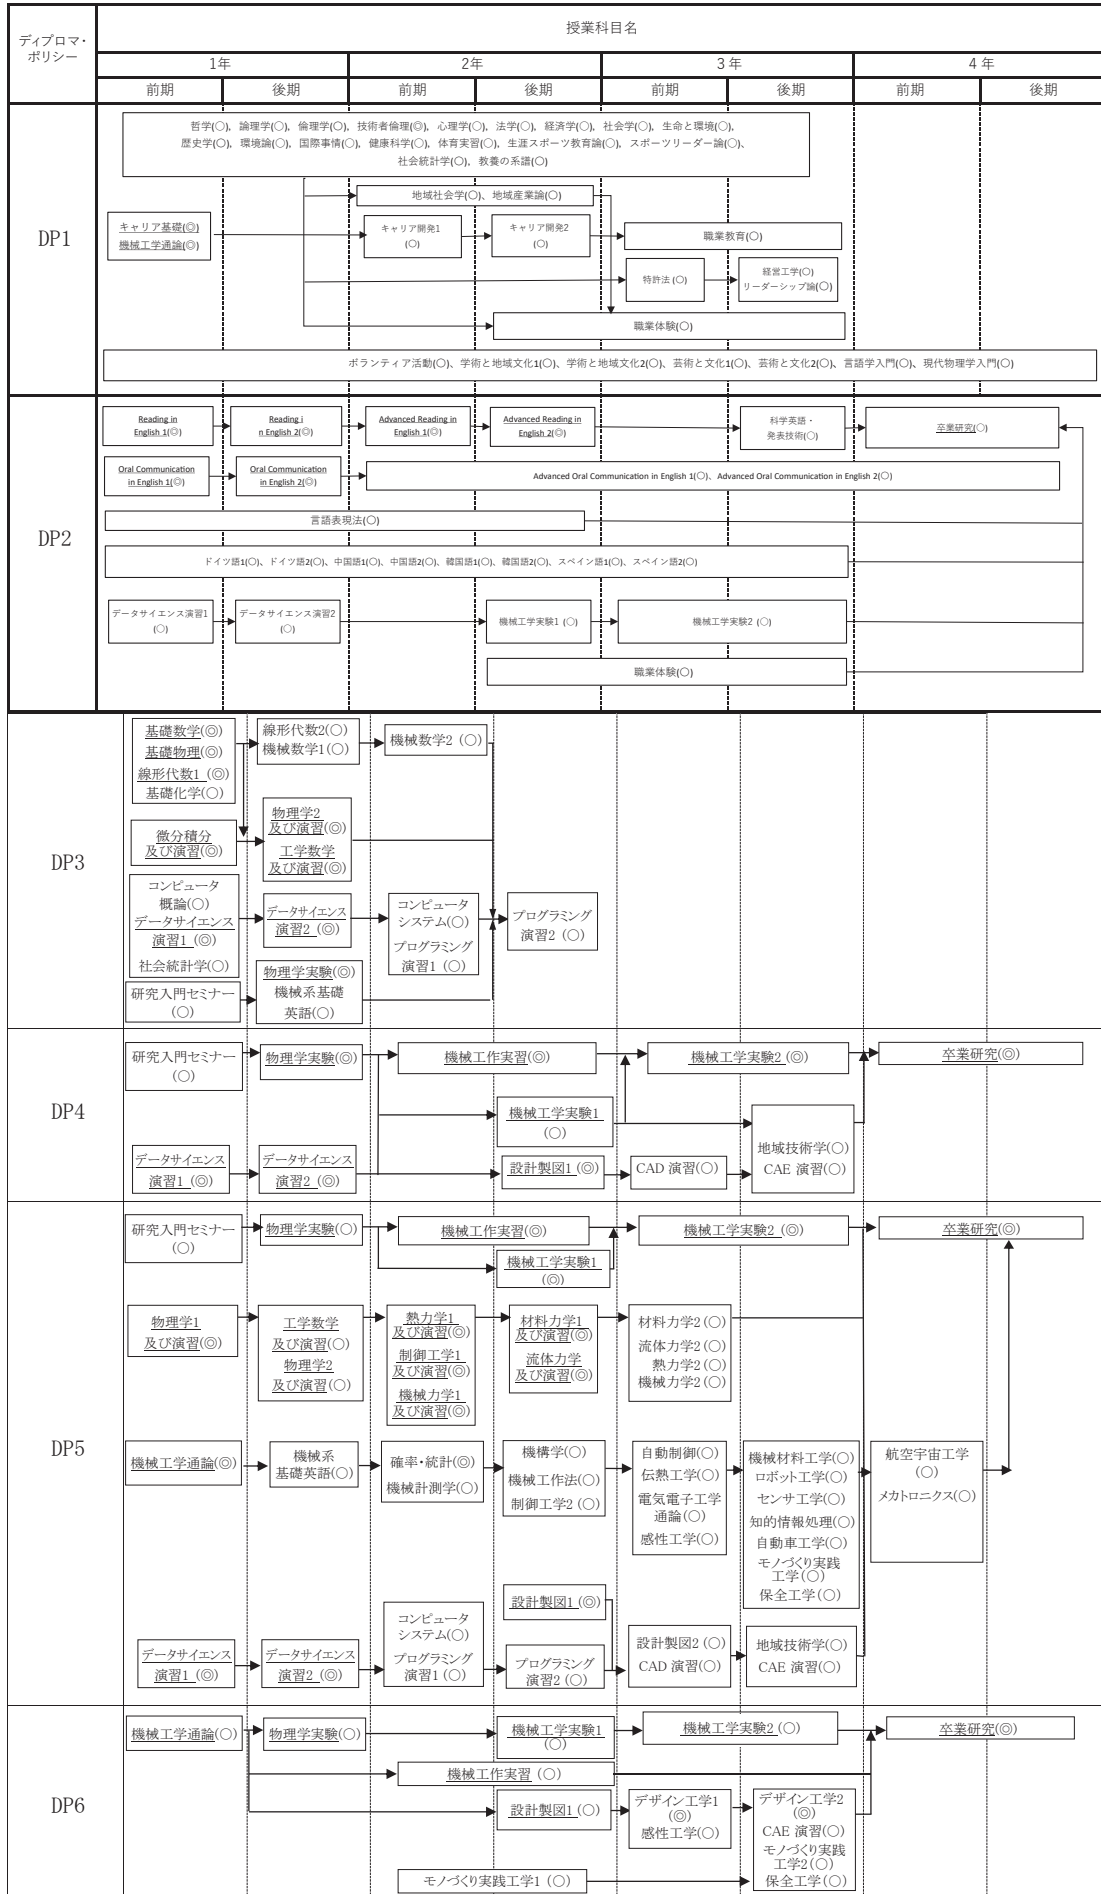 ディプロマ・
ポリシー
授業科目名
1年
2年
3年
4年
前期
後期
前期
後期
前期
後期
前期
後期
DP1
哲学(○), 論理学(○), 倫理学(○), 技術者倫理(◎), 心理学(○), 法学(○), 経済学(○), 社会学(○), 生命と環境(○),
歴史学(○), 環境論(○), 国際事情(○), 健康科学(○), 体育実習(○), 生涯スポーツ教育論(○), スポーツリーダー論(○)、
社会統計学(○), 教養の系譜(○)
地域社会学(○)、地域産業論(○)
キャリア基礎(◎)
機械工学通論(◎)
キャリア開発1
(○)
キャリア開発2
(○)
職業教育(○)
特許法(○)
経営工学(○)
リーダーシップ論(○)
職業体験(○)
ボランティア活動(○)、学術と地域文化1(○)、学術と地域文化2(○)、芸術と文化1(○)、芸術と文化2(○)、言語学入門(○)、現代物理学入門(○)
DP2
Reading in
English 1(◎)
Reading i
n English 2(◎)
Advanced Reading in
English 1(◎)
Advanced Reading in
English 2(◎)
科学英語・
発表技術(○)
卒業研究(○)
Oral Communication
in English 1(◎)
Oral Communication
in English 2(◎)
Advanced Oral Communication in English 1(○)、Advanced Oral Communication in English 2(○)
言語表現法(○)
ドイツ語1(○)、ドイツ語2(○)、中国語1(○)、中国語2(○)、韓国語1(○)、韓国語2(○)、スペイン語1(○)、スペイン語2(○)
データサイエンス演習1
(○)
データサイエンス演習2
(○)
機械工学実験1 (○)
機械工学実験2 (○)
職業体験(○)
DP3
基礎数学(◎)
基礎物理(◎)
線形代数1 (◎)
基礎化学(○)
線形代数2(○)
機械数学1(○)
機械数学2 (○)
微分積分
及び演習(◎)
物理学2
及び演習(◎)
工学数学
及び演習(◎)
コンピュータ
概論(○)
データサイエンス
演習1 (◎)
社会統計学(○)
データサイエンス
演習2 (◎)
コンピュータ
システム(○)
プログラミング
演習1 (○)
プログラミング
演習2 (○)
研究入門セミナー
(○)
物理学実験(◎)
機械系基礎
英語(○)
DP4
研究入門セミナー
(○)
物理学実験(◎)
機械工作実習(◎)
機械工学実験2 (◎)
卒業研究(◎)
機械工学実験1
(○)
地域技術学(○)
CAE 演習(○)
データサイエンス
演習1 (◎)
データサイエンス
演習2 (◎)
設計製図1 (◎)
CAD 演習(○)
DP5
研究入門セミナー
(○)
物理学実験(○)
機械工作実習(◎)
機械工学実験2 (◎)
卒業研究(◎)
機械工学実験1
(◎)
物理学1
及び演習(◎)
工学数学
及び演習(○)
物理学2
及び演習(○)
熱力学1
及び演習(◎)
制御工学1
及び演習(◎)
機械力学1
及び演習(◎)
材料力学1
及び演習(◎)
流体力学
及び演習(◎)
材料力学2 (○)
流体力学2 (○)
熱力学2 (○)
機械力学2 (○)
機械工学通論(◎)
機械系
基礎英語(○)
確率・統計(◎)
機械計測学(○)
機構学(○)
機械工作法(○)
制御工学2 (○)
自動制御(○)
伝熱工学(○)
電気電子工学
通論(○)
感性工学(○)
機械材料工学(○)
ロボット工学(○)
センサ工学(○)
知的情報処理(○)
自動車工学(○)
モノづくり実践
工学(○)
保全工学(○)
航空宇宙工学
(○)
メカトロニクス(○)
設計製図1 (◎)
データサイエンス
演習1 (◎)
データサイエンス
演習2 (◎)
コンピュータ
システム(○)
プログラミング
演習1 (○)
プログラミング
演習2 (○)
設計製図2 (○)
CAD 演習(○)
地域技術学(○)
CAE 演習(○)
DP6
機械工学通論(○)
物理学実験(○)
機械工学実験1
(○)
機械工学実験2 (○)
卒業研究(◎)
機械工作実習 (○)
設計製図1 (○)
デザイン工学1
(◎)
感性工学(○)
デザイン工学2
(◎)
CAE 演習(○)
モノづくり実践
工学2(○)
保全工学(○)
モノづくり実践工学1 (○)